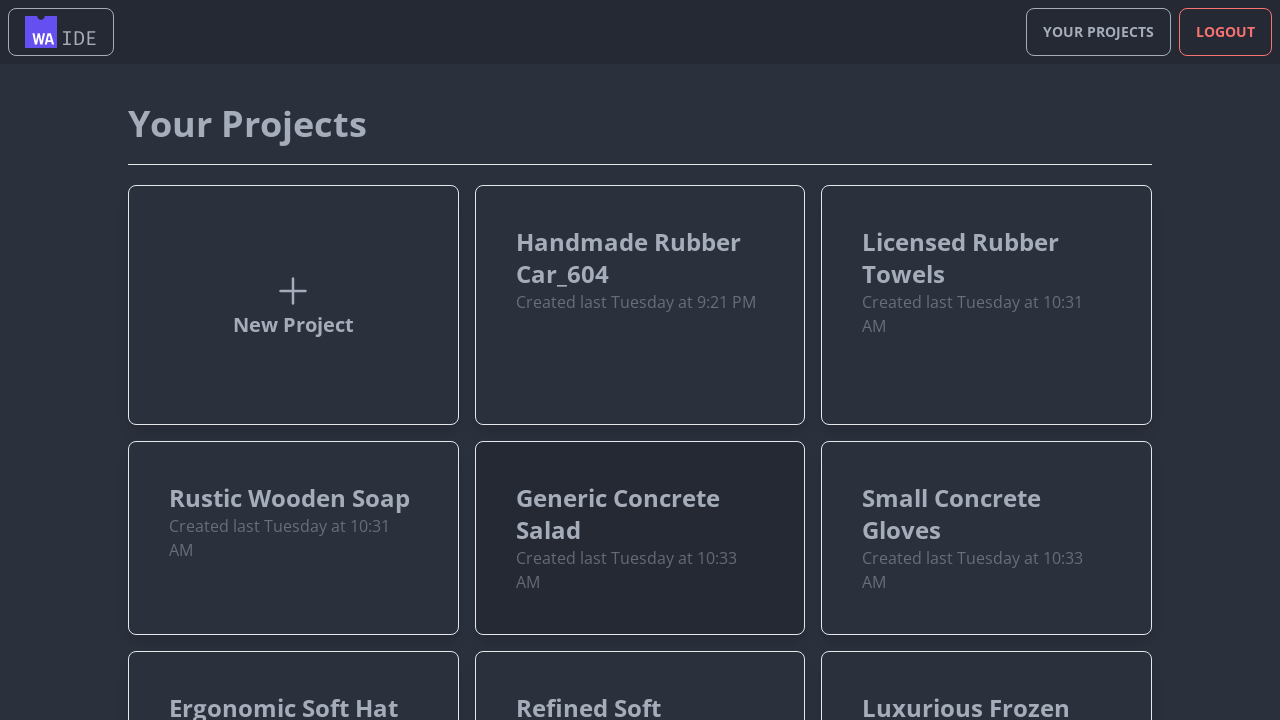 WA IDE
YOUR PROJECTS
LOGOUT
Your Projects
New Project
Handmade Rubber
Car_604
Created last Tuesday at 9:21 PM
Licensed Rubber
Towels
Created last Tuesday at 10:31
AM
Rustic Wooden Soap
Created last Tuesday at 10:31
AM
Generic Concrete
Salad
Created last Tuesday at 10:33
AM
Small Concrete
Gloves
Created last Tuesday at 10:33
AM
Ergonomic Soft Hat
Refined Soft
Luxurious Frozen